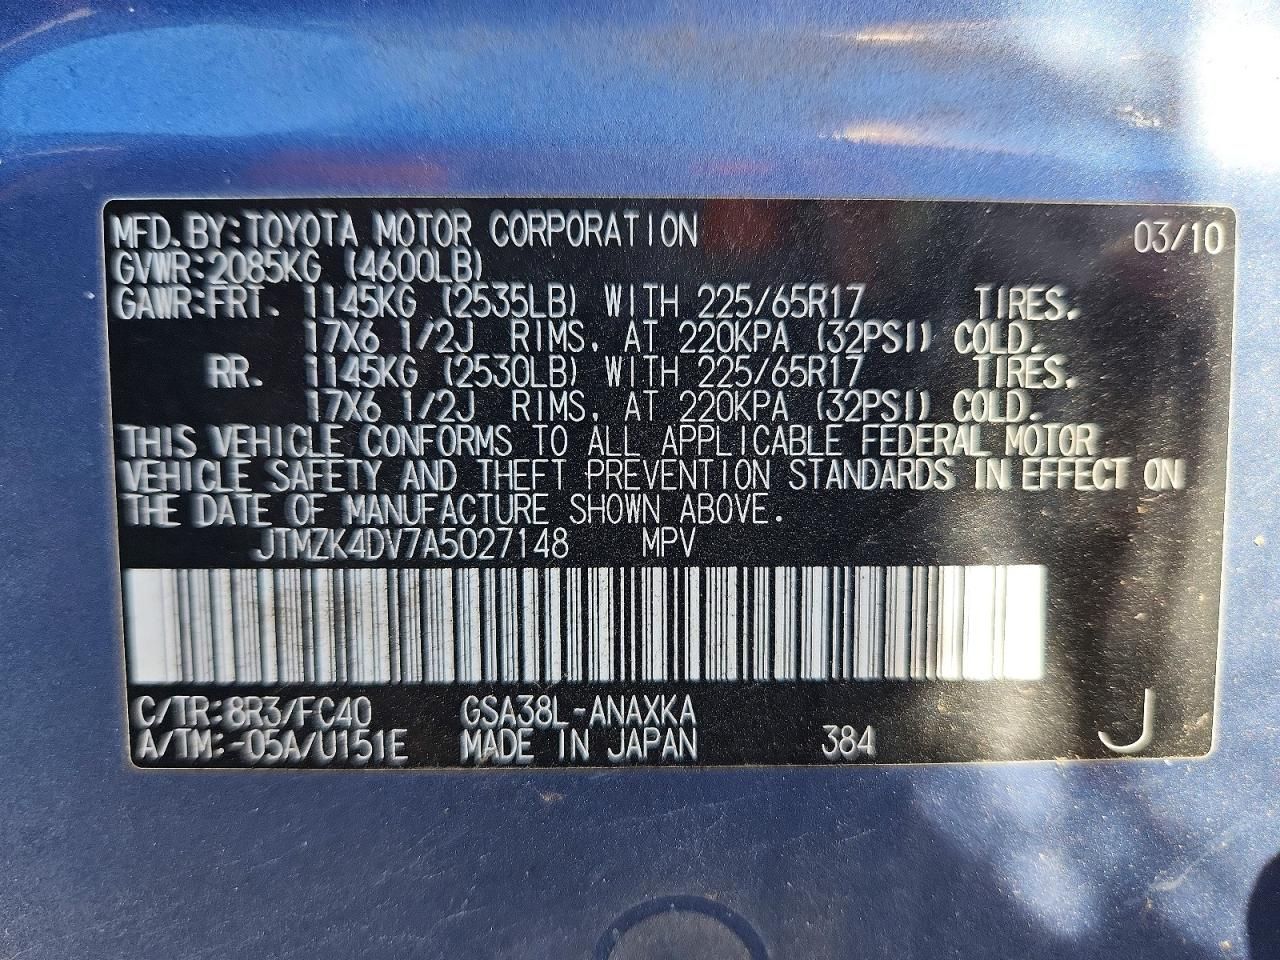 MFD. BY: TOYOTA MOTOR CORPORATION 03/10
GVWR: 2085KG (4600LB)
GAWR: FRT. 1145KG (2535LB) WITH 225/65R17 TIRES.
17X6 1/2J RIMS, AT 220KPA (32PSI) COLD.
RR. 1145KG (2530LB) WITH 225/65R17 TIRES.
17X6 1/2J RIMS, AT 220KPA (32PSI) COLD.
THIS VEHICLE CONFORMS TO ALL APPLICABLE FEDERAL MOTOR
VEHICLE SAFETY AND THEFT PREVENTION STANDARDS IN EFFECT ON
THE DATE OF MANUFACTURE SHOWN ABOVE.
JTMZK4DV7A5027148 MPV
C/TR: 8R3/FC40 GSA38L-ANAXKA
A/TM: -05A/U151E MADE IN JAPAN 384 J